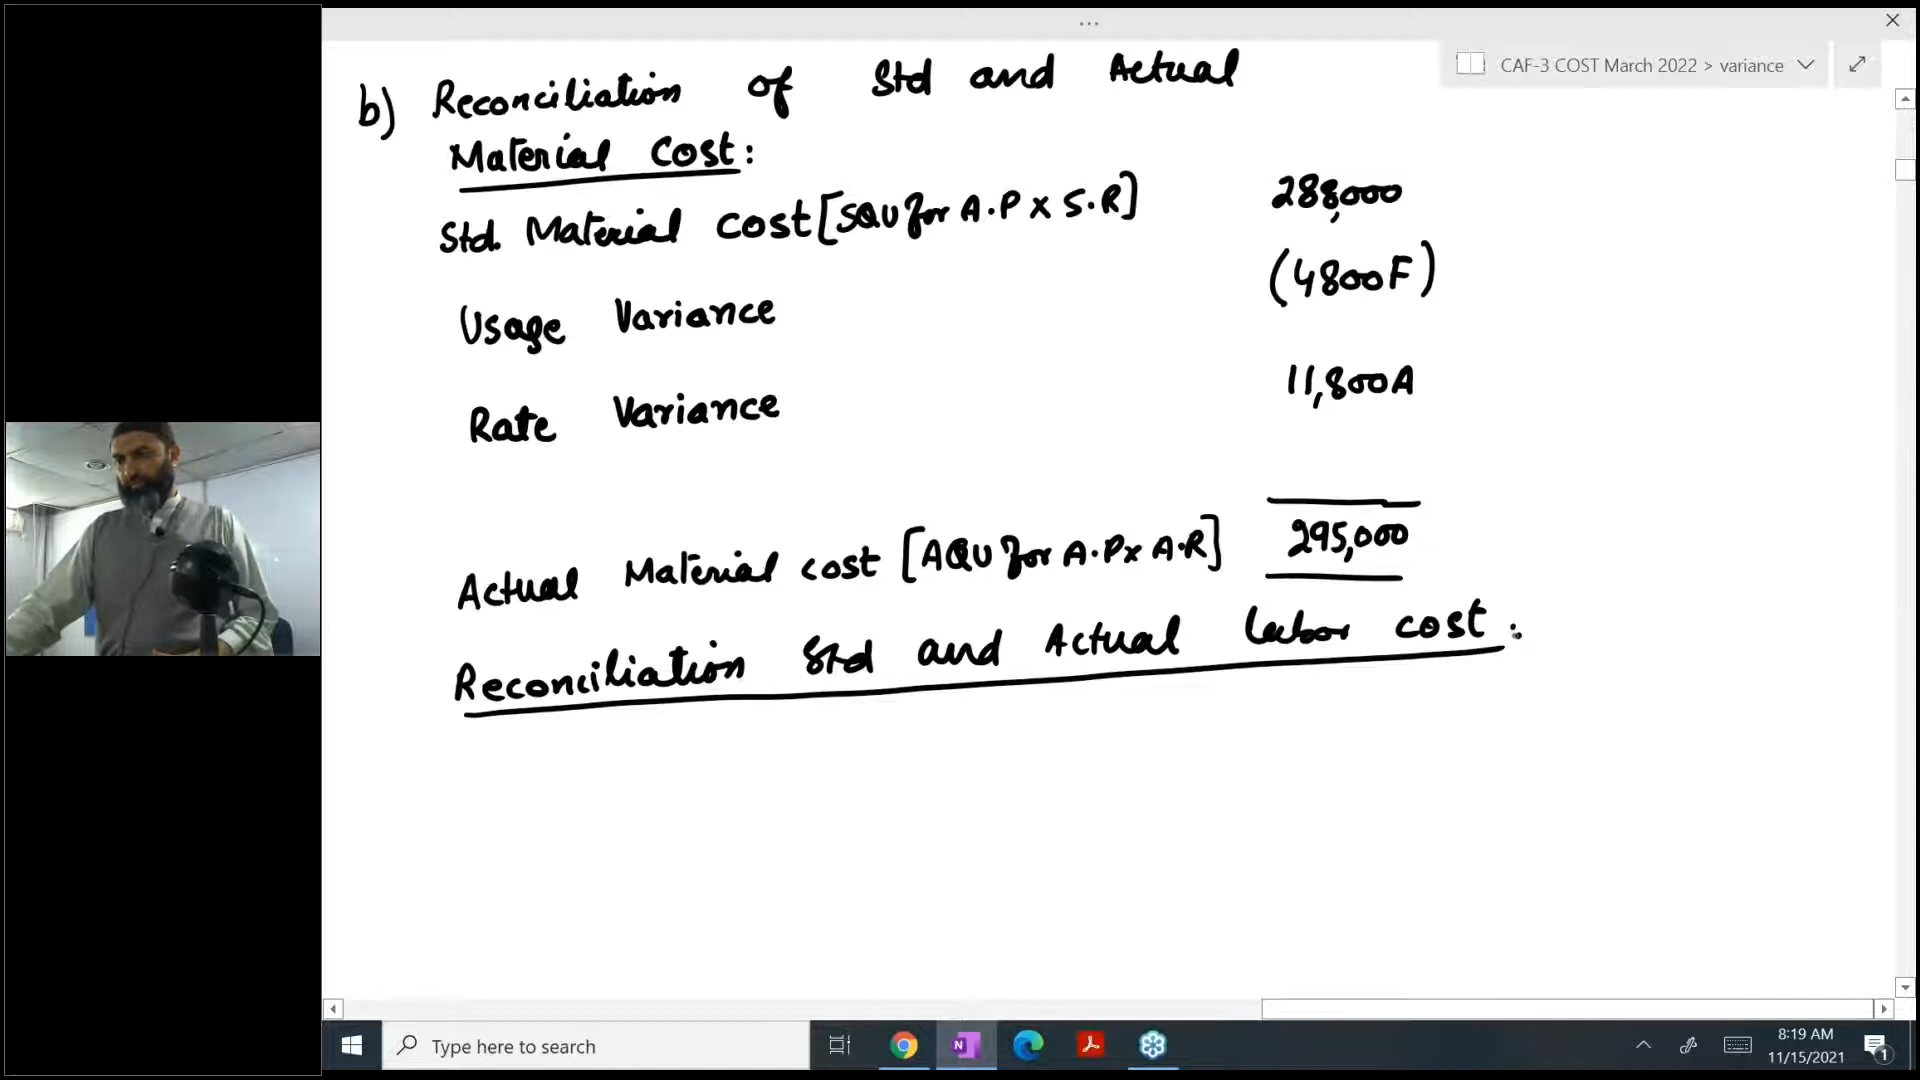 CAF-3 COST March 2022 > variance
b) Reconciliation of Std and Actual
Material Cost:
Std. Material cost [SQU for A.P x S.R] 288,000
Usage Variance (4800F)
Rate Variance 11,800A
Actual Material cost [AQU for A.P x A.R] 295,000
Reconciliation Std and Actual labor cost:
Type here to search
8:19 AM
11/15/2021
1